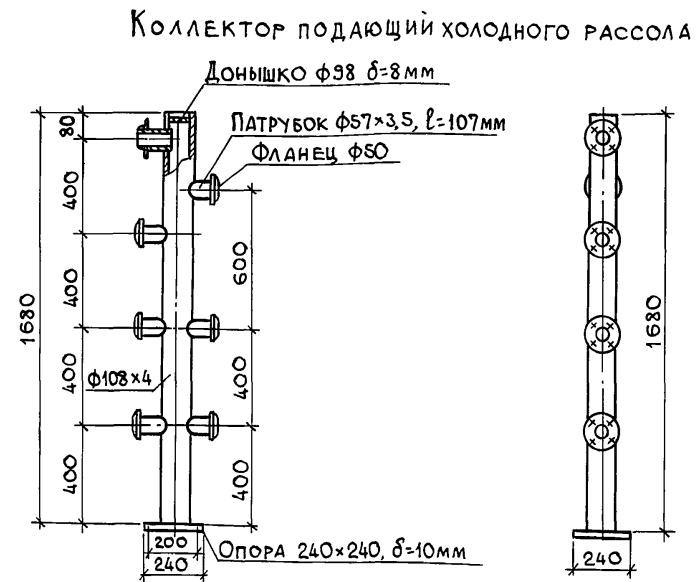 Коллектор подающий холодного рассола
Донышко ф98 δ=8мм
Патрубок ф57×3,5, ℓ=107мм
Фланец ф50
80
400
400
400
400
1680
600
400
400
ф108×4
200
240
Опора 240×240, δ=10мм
1680
240